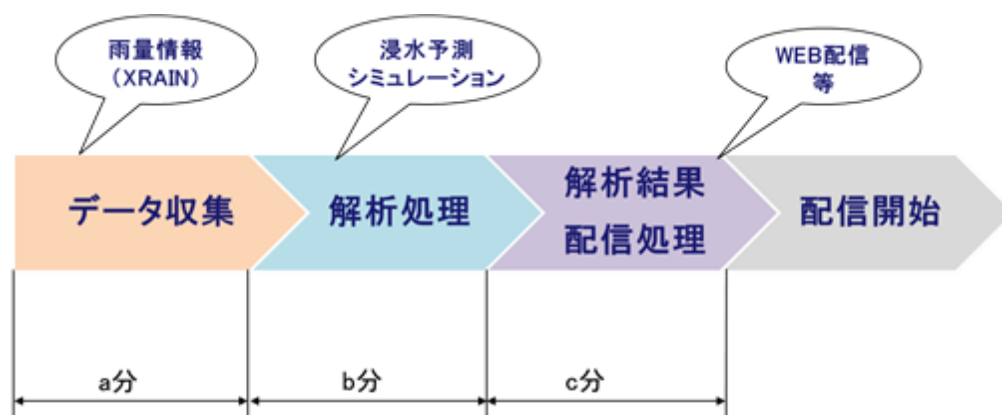 雨量情報
（XRAIN）
浸水予測
シミュレーション
WEB配信
等
データ収集
解析処理
解析結果
配信処理
配信開始
a分
b分
c分